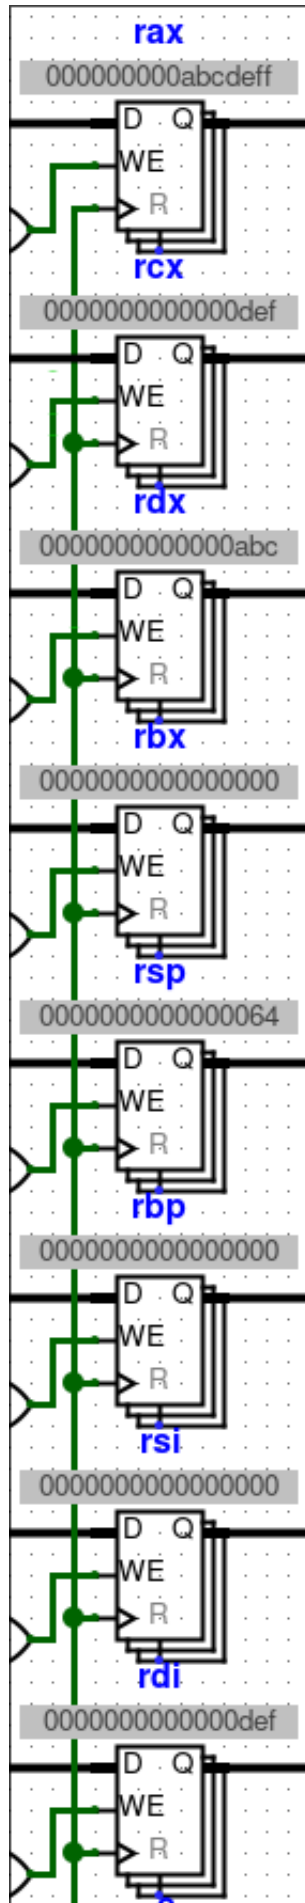 rax
000000000abcdeff
D Q
WE
R
rcx
0000000000000def
D Q
WE
R
rdx
0000000000000abc
D Q
WE
R
rbx
0000000000000000
D Q
WE
R
rsp
0000000000000064
D Q
WE
R
rbp
0000000000000000
D Q
WE
R
rsi
0000000000000000
D Q
WE
R
rdi
0000000000000def
D Q
WE
R